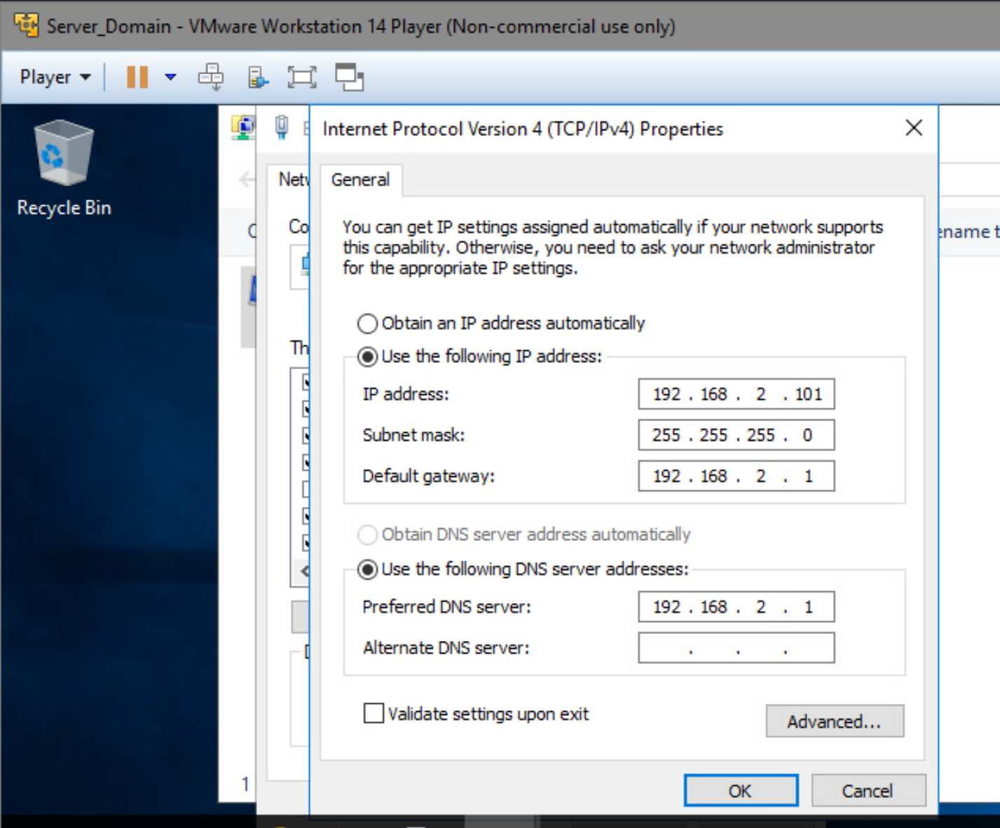 Server_Domain - VMware Workstation 14 Player (Non-commercial use only)
Player
Recycle Bin
Internet Protocol Version 4 (TCP/IPv4) Properties
General
You can get IP settings assigned automatically if your network supports
this capability. Otherwise, you need to ask your network administrator
for the appropriate IP settings.
Obtain an IP address automatically
Use the following IP address:
IP address: 192 . 168 . 2 . 101
Subnet mask: 255 . 255 . 255 . 0
Default gateway: 192 . 168 . 2 . 1
Obtain DNS server address automatically
Use the following DNS server addresses:
Preferred DNS server: 192 . 168 . 2 . 1
Alternate DNS server: . . .
Validate settings upon exit
Advanced...
1
OK Cancel